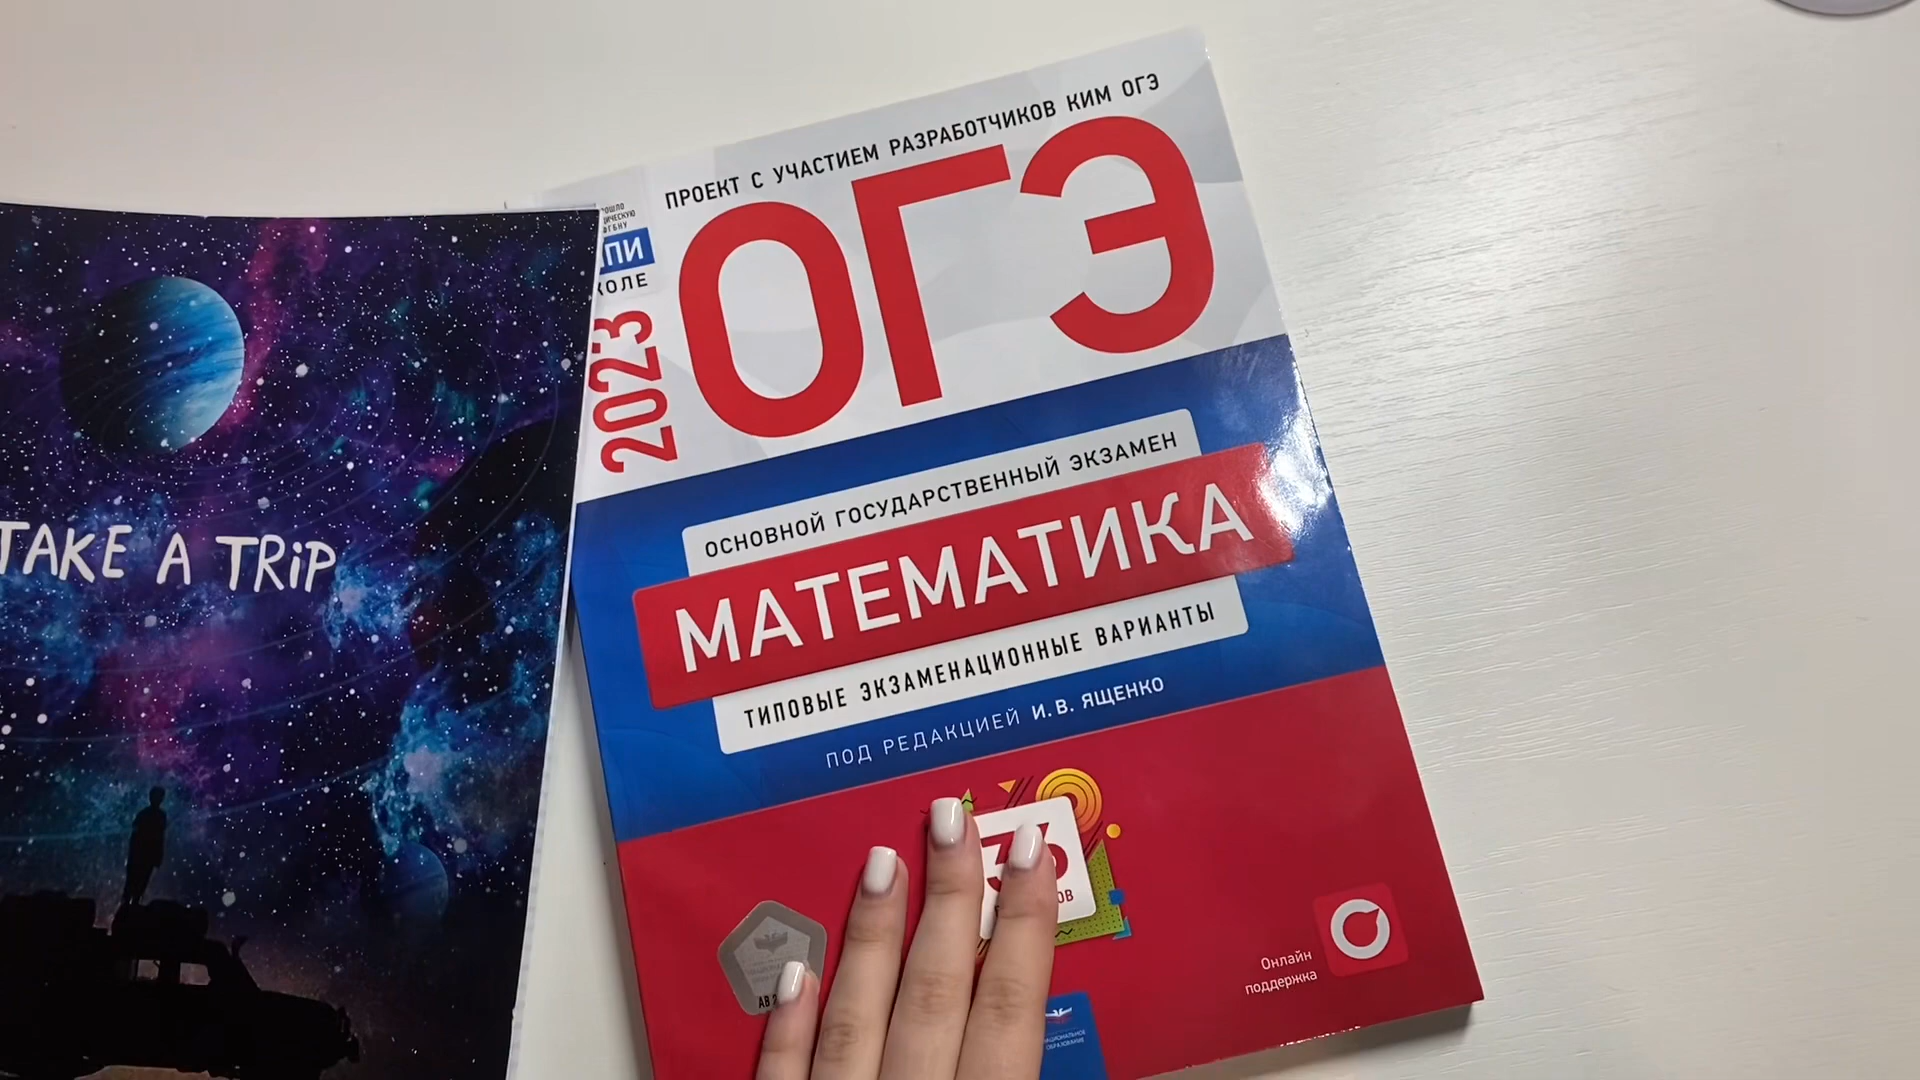 TAKE A TRiP
ПРОЕКТ С УЧАСТИЕМ РАЗРАБОТЧИКОВ КИМ ОГЭ
2023
ОГЭ
ОСНОВНОЙ ГОСУДАРСТВЕННЫЙ ЭКЗАМЕН
МАТЕМАТИКА
ТИПОВЫЕ ЭКЗАМЕНАЦИОННЫЕ ВАРИАНТЫ
ПОД РЕДАКЦИЕЙ И. В. ЯЩЕНКО
Онлайн
поддержка